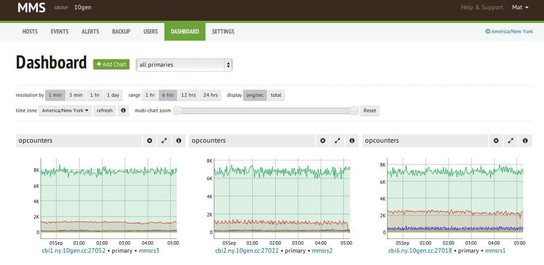 MMS GROUP 10gen Help & Support Mat
HOSTS EVENTS ALERTS BACKUP USERS DASHBOARD SETTINGS America/New York
Dashboard + Add Chart all primaries
resolution by 1 min 5 min 1 hr 1 day range 1 hr 6 hrs 12 hrs 24 hrs display avg/sec total
time zone America/New York refresh multi-chart zoom Reset
opcounters opcounters opcounters
8K 8K 8K
6K 6K 6K
4K 4K 4K
2K 2K 2K
0 0 0
05Sep 01:00 02:00 03:00 04:00 05:00 05Sep 01:00 02:00 03:00 04:00 05:00 05Sep 01:00 02:00 03:00 04:00 05:00
cbi1.ny.10gen.cc:27052 • primary • mmsrs3 cbi2.ny.10gen.cc:27022 • primary • mmsrs2 cbi6.ny.10gen.cc:27018 • primary • mmsrs1